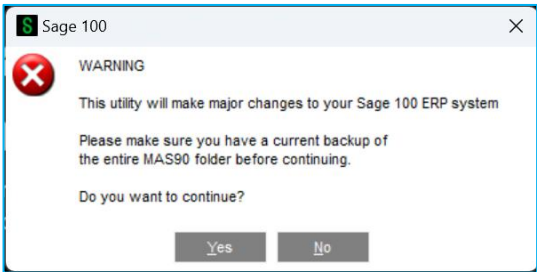 Sage 100
WARNING
This utility will make major changes to your Sage 100 ERP system
Please make sure you have a current backup of
the entire MAS90 folder before continuing.
Do you want to continue?
Yes
No